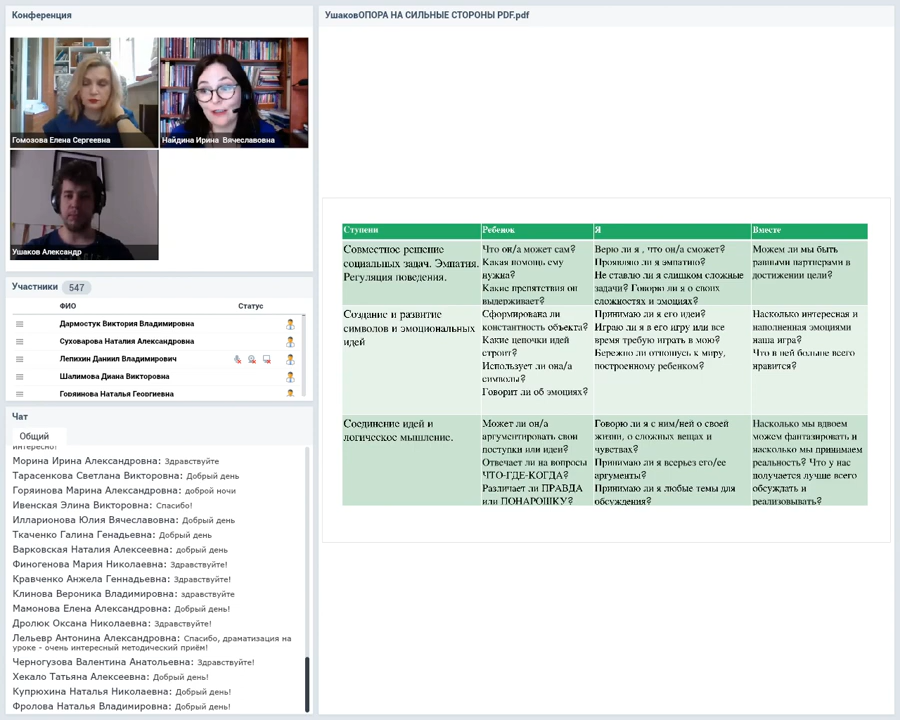 Конференция
Гомозова Елена Сергеевна
Найдина Ирина Вячеславовна
Ушаков Александр
Участники 547
ФИО Статус
Дармостук Виктория Владимировна
Суховарова Наталия Александровна
Лепихин Даниил Владимирович
Шалимова Диана Викторовна
Горяинова Наталья Георгиевна
Чат
Общий
интересно!
Морина Ирина Александровна: Здравствуйте
Тарасенкова Светлана Викторовна: Добрый день
Горяинова Марина Александровна: доброй ночи
Ивенская Элина Викторовна: Спасибо!
Илларионова Юлия Вячеславовна: Добрый день
Ткаченко Галина Генадьевна: Добрый день
Варковская Наталия Алексеевна: добрый день
Финогенова Мария Николаевна: Здравствуйте!
Кравченко Анжела Геннадьевна: Здравствуйте!
Клинова Вероника Владимировна: здравствуйте
Мамонова Елена Александровна: Добрый день!
Дролюк Оксана Николаевна: Здравствуйте!
Лельевр Антонина Александровна: Спасибо, драматизация на
уроке - очень интересный методический приём!
Черногузова Валентина Анатольевна: Здравствуйте!
Хекало Татьяна Алексеевна: Добрый день!
Купрюхина Наталья Николаевна: Добрый день!
Фролова Наталья Владимировна: Добрый день!
УшаковОПОРА НА СИЛЬНЫЕ СТОРОНЫ PDF.pdf
Ступени Ребенок Я Вместе
Совместное решение
социальных задач. Эмпатия.
Регуляция поведения.
Что он/а может сам?
Какая помощь ему
нужна?
Какие препятствия он
выдерживает?
Верю ли я , что он/а сможет?
Проявляю ли я эмпатию?
Не ставлю ли я слишком сложные
задачи? Говорю ли я о своих
сложностях и эмоциях?
Можем ли мы быть
равными партнерами в
достижении цели?
Создание и развитие
символов и эмоциональных
идей
Сформирована ли
константность объекта?
Какие цепочки идей
строит?
Использует ли она/а
символы?
Говорит ли об эмоциях?
Принимаю ли я его идеи?
Играю ли я в его игру или все
время требую играть в мою?
Бережно ли отношусь к миру,
построенному ребенком?
Насколько интересная и
наполненная эмоциями
наша игра?
Что в ней больше всего
нравится?
Соединение идей и
логическое мышление.
Может ли он/а
аргументировать свои
поступки или идеи?
Отвечает ли на вопросы
ЧТО-ГДЕ-КОГДА?
Различает ли ПРАВДА
или ПОНАРОШКУ?
Говорю ли я с ним/ней о своей
жизни, о сложных вещах и
чувствах?
Принимаю ли я всерьез его/ее
аргументы?
Принимаю ли я любые темы для
обсуждения?
Насколько мы вдвоем
можем фантазировать и
насколько мы принимаем
реальность? Что у нас
получается лучше всего
обсуждать и
реализовывать?